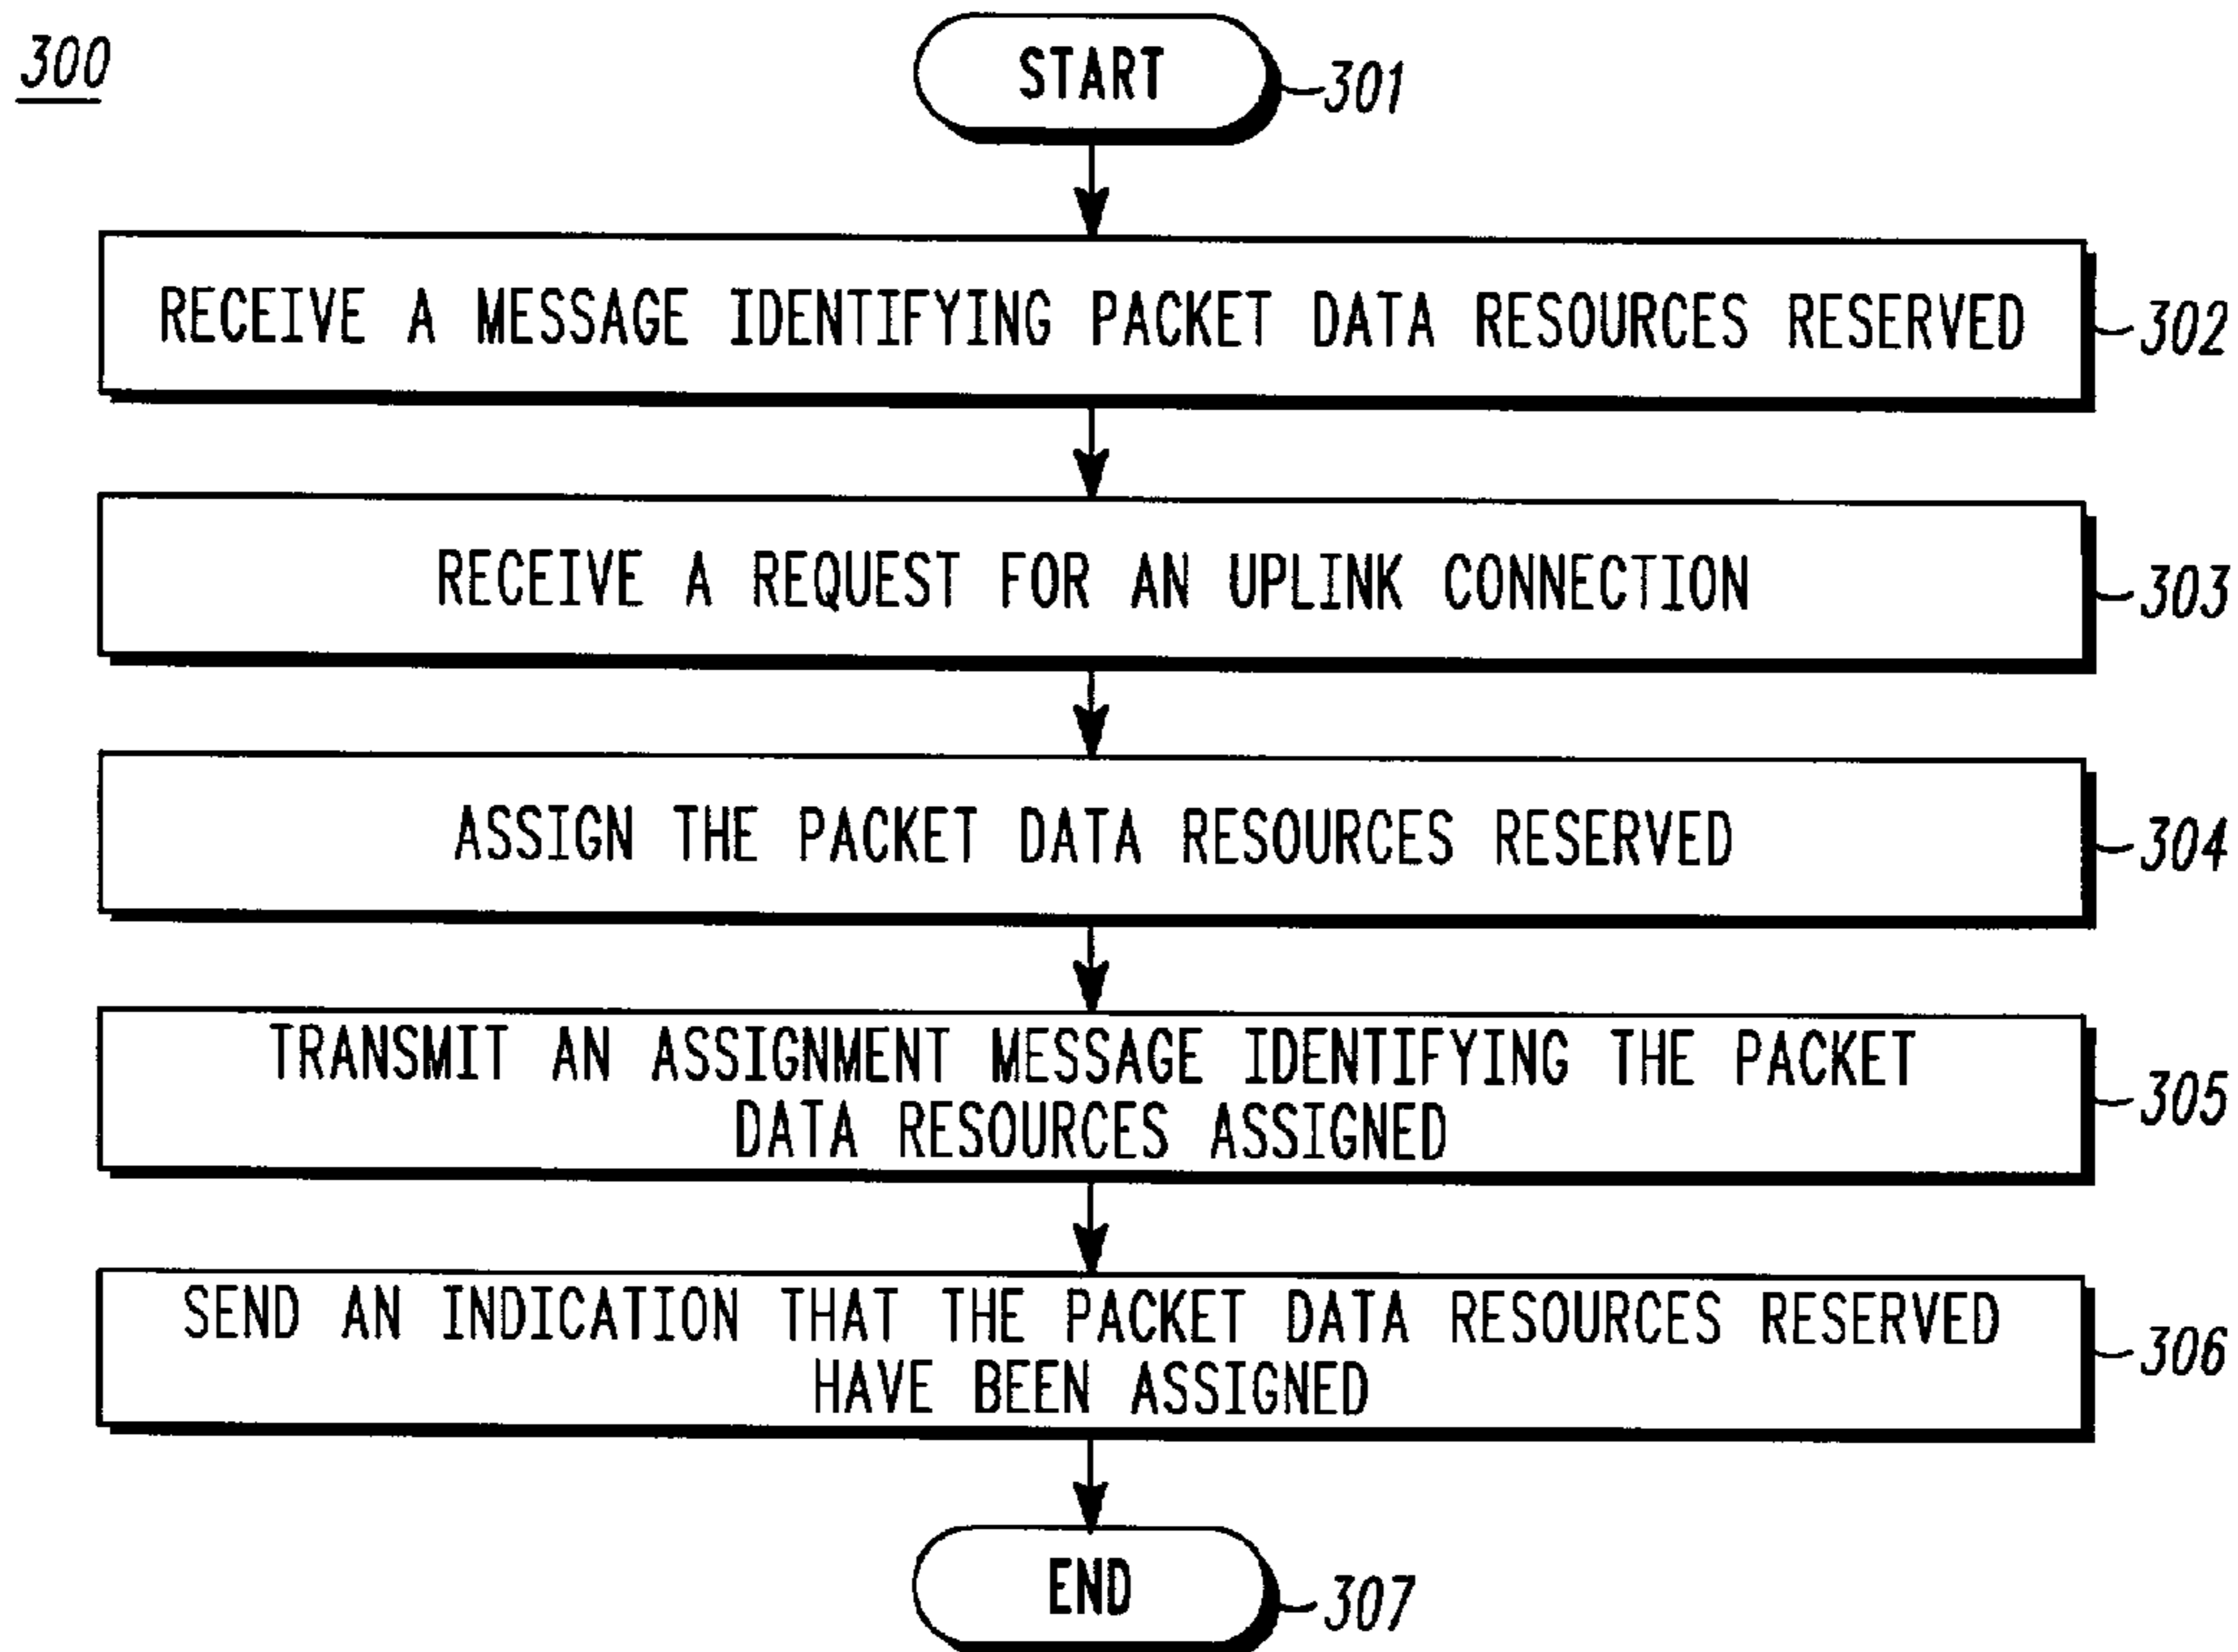 300
START
301
RECEIVE A MESSAGE IDENTIFYING PACKET DATA RESOURCES RESERVED
302
RECEIVE A REQUEST FOR AN UPLINK CONNECTION
303
ASSIGN THE PACKET DATA RESOURCES RESERVED
304
TRANSMIT AN ASSIGNMENT MESSAGE IDENTIFYING THE PACKET
DATA RESOURCES ASSIGNED
305
SEND AN INDICATION THAT THE PACKET DATA RESOURCES RESERVED
HAVE BEEN ASSIGNED
306
END
307